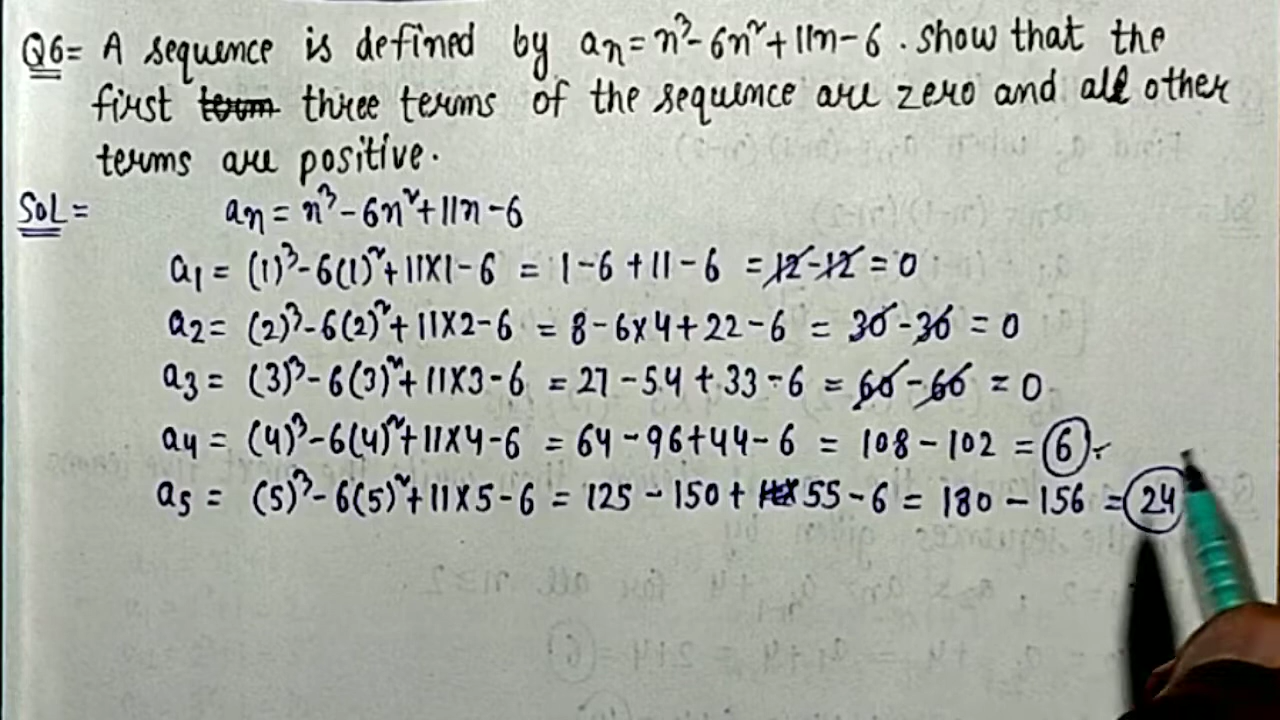 Q6= A sequence is defined by an = n³-6n²+11n-6. show that the
first term three terms of the sequence are zero and all other
terms are positive.
Sol= an = n³-6n²+11n-6
a1 = (1)³-6(1)²+11×1-6 = 1-6+11-6 = 12-12 = 0
a2 = (2)³-6(2)²+11×2-6 = 8-6×4+22-6 = 30-30 = 0
a3 = (3)³-6(3)²+11×3-6 = 27-54+33-6 = 60-60 = 0
a4 = (4)³-6(4)²+11×4-6 = 64-96+44-6 = 108-102 = 6
a5 = (5)³-6(5)²+11×5-6 = 125-150+ 55-6 = 180-156 = 24